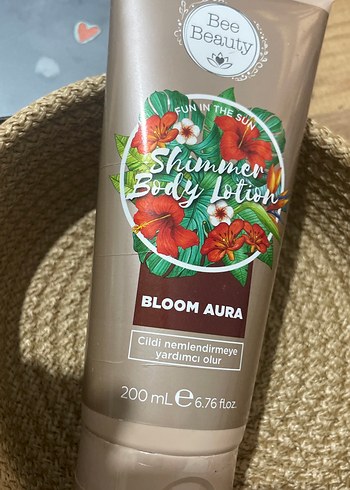 Bee
Beauty
FUN IN THE SUN
Shimmer
Body Lotion
BLOOM AURA
Cildi nemlendirmeye
yardımcı olur
200 mL e 6.76 fl.oz.